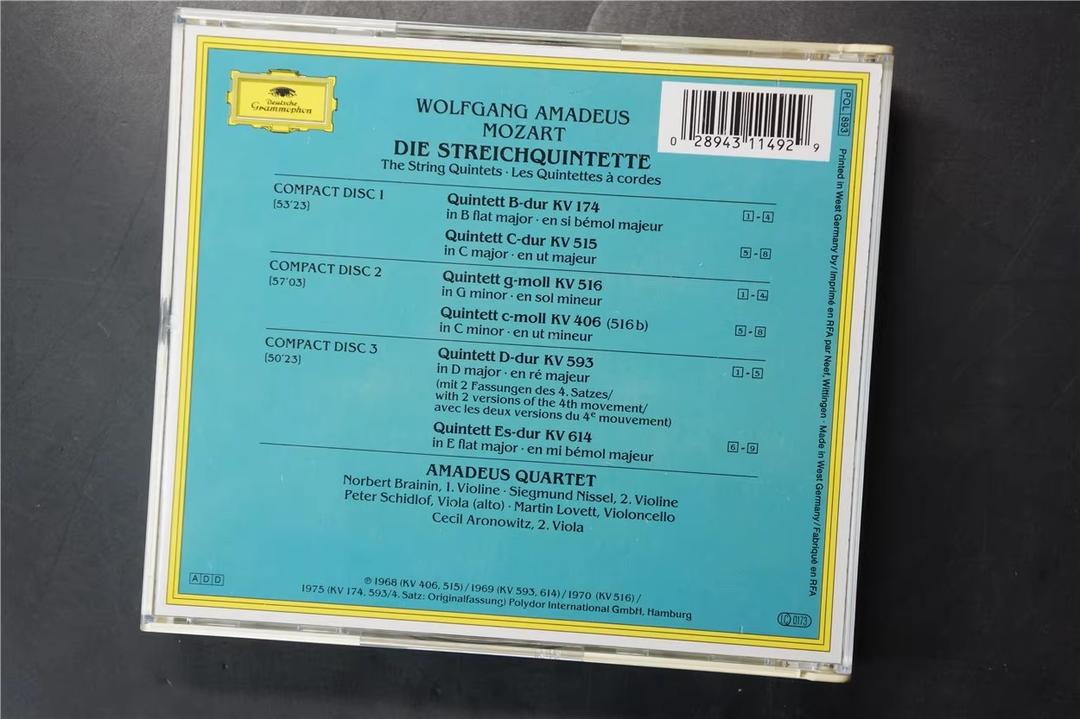 Deutsche
Grammophon
WOLFGANG AMADEUS
MOZART
DIE STREICHQUINTETTE
The String Quintets · Les Quintettes à cordes
0 28943 11492 9
POL 893
COMPACT DISC 1
(53'23)
Quintett B-dur KV 174
in B flat major · en si bémol majeur
1 - 4
Quintett C-dur KV 515
in C major · en ut majeur
5 - 8
COMPACT DISC 2
(57'03)
Quintett g-moll KV 516
in G minor · en sol mineur
1 - 4
Quintett c-moll KV 406 (516b)
in C minor · en ut mineur
5 - 8
COMPACT DISC 3
(50'23)
Quintett D-dur KV 593
in D major · en ré majeur
(mit 2 Fassungen des 4. Satzes/
with 2 versions of the 4th movement/
avec les deux versions du 4e mouvement)
1 - 5
Quintett Es-dur KV 614
in E flat major · en mi bémol majeur
6 - 9
AMADEUS QUARTET
Norbert Brainin, 1. Violine · Siegmund Nissel, 2. Violine
Peter Schidlof, Viola (alto) · Martin Lovett, Violoncello
Cecil Aronowitz, 2. Viola
ADD
℗ 1968 (KV 406, 515) / 1969 (KV 593, 614) / 1970 (KV 516) /
1975 (KV 174, 593/4. Satz: Originalfassung) Polydor International GmbH, Hamburg
Printed in West Germany by / Imprimé en RFA par Neef, Wittingen · Made in West Germany / Fabriqué en RFA
LC 0173